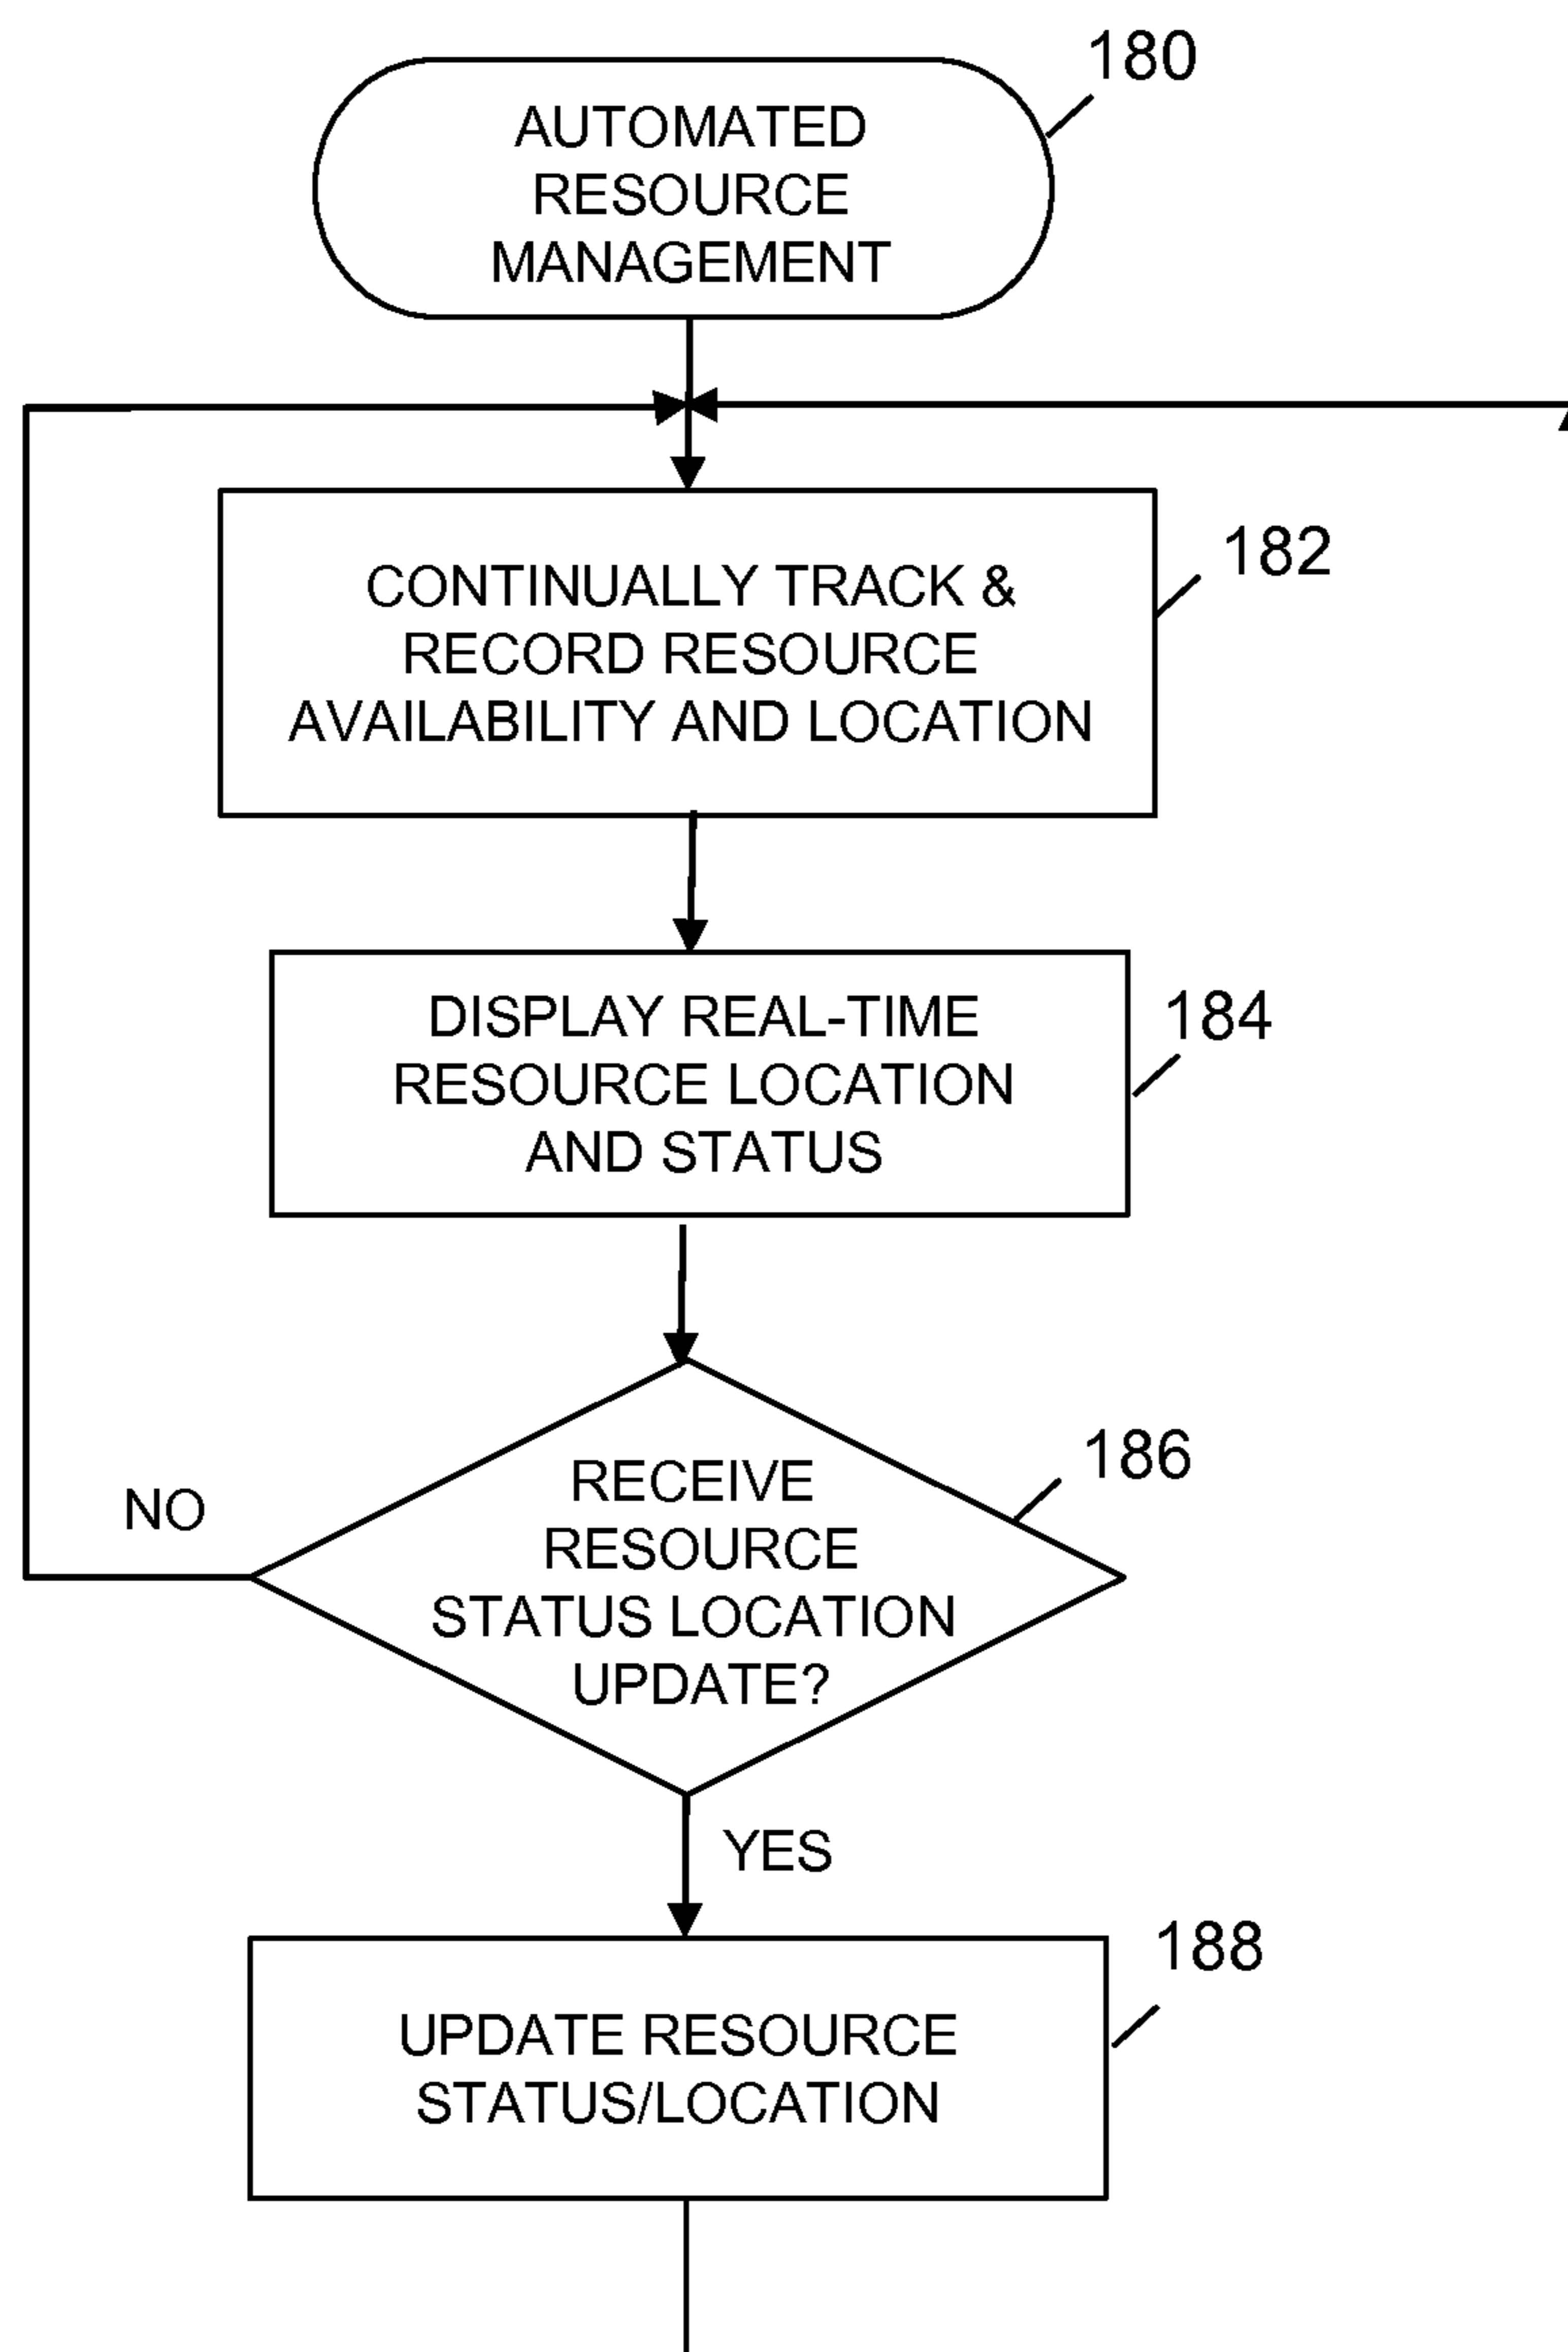 180
AUTOMATED
RESOURCE
MANAGEMENT
182
CONTINUALLY TRACK &
RECORD RESOURCE
AVAILABILITY AND LOCATION
184
DISPLAY REAL-TIME
RESOURCE LOCATION
AND STATUS
186
RECEIVE
RESOURCE
STATUS LOCATION
UPDATE?
NO
YES
188
UPDATE RESOURCE
STATUS/LOCATION